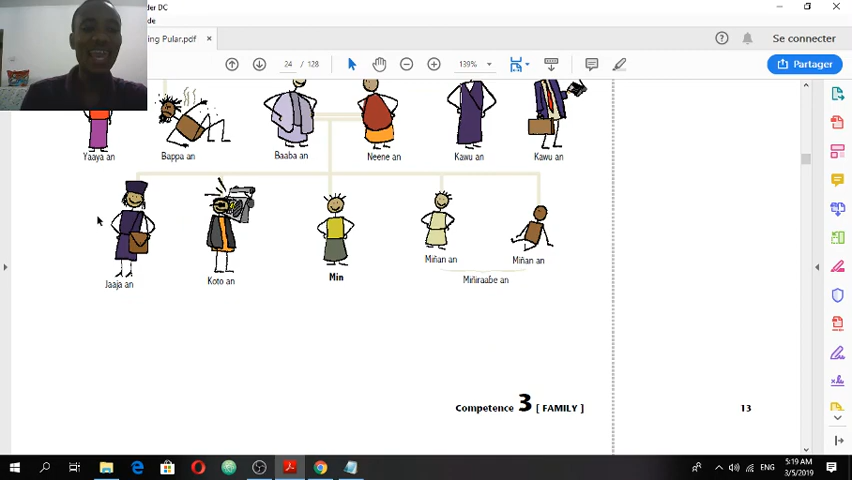 der DC
de
ing Pular.pdf ×
Se connecter
24 / 128
139%
Partager
Yaaya an
Bappa an
Baaba an
Neene an
Kawu an
Kawu an
Jaaja an
Koto an
Min
Miñan an
Miñan an
Miñiraaɓe an
Competence 3 [ FAMILY ]
13
ENG
5:19 AM
3/5/2019